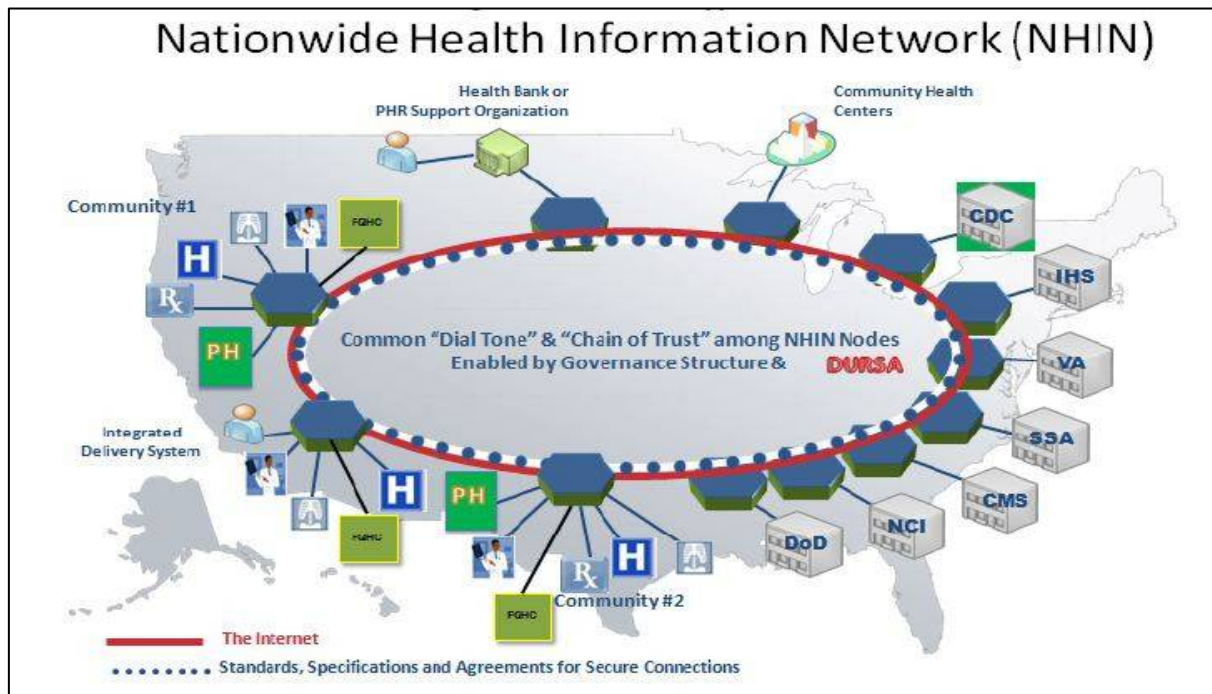 Nationwide Health Information Network (NHIN)
Health Bank or
PHR Support Organization
Community Health
Centers
Community #1
FQHC
CDC
H
IHS
Rx
PH
Common "Dial Tone" & "Chain of Trust" among NHIN Nodes
Enabled by Governance Structure & DURSA
VA
Integrated
Delivery System
SSA
H
PH
CMS
FQHC
NCI
DoD
H
Rx
Community #2
FQHC
The Internet
Standards, Specifications and Agreements for Secure Connections